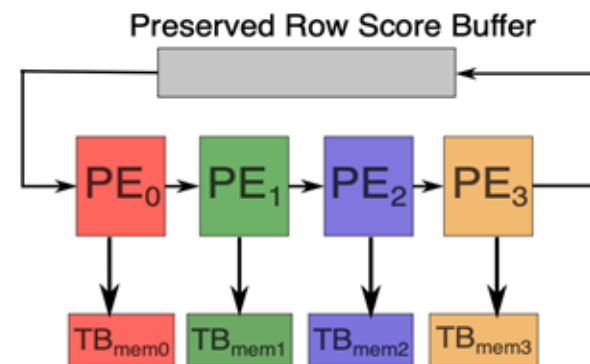 Preserved Row Score Buffer
PE0 PE1 PE2 PE3
TBmem0 TBmem1 TBmem2 TBmem3